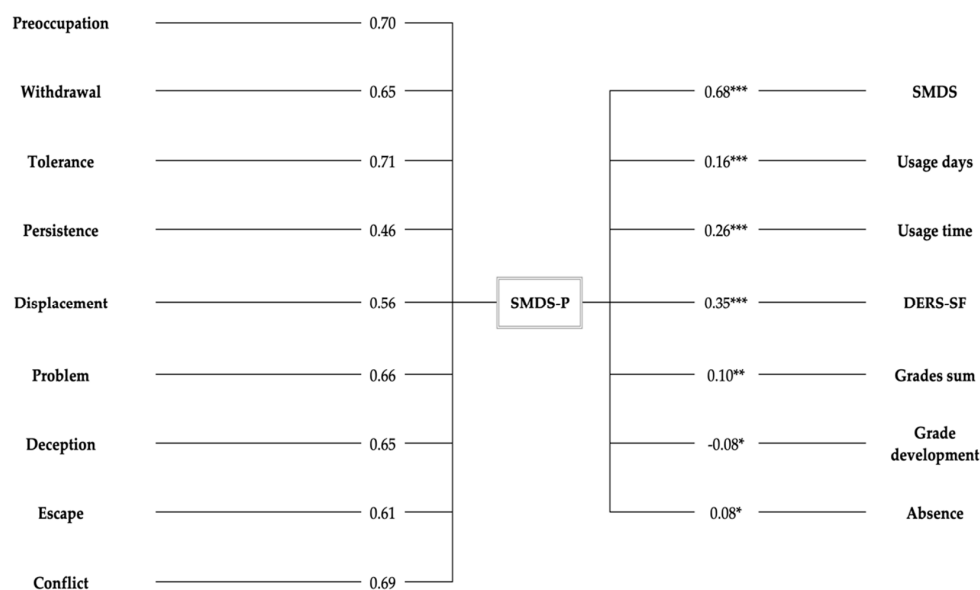 Preoccupation 0.70
Withdrawal 0.65 0.68*** SMDS
Tolerance 0.71 0.16*** Usage days
Persistence 0.46 0.26*** Usage time
Displacement 0.56 SMDS-P 0.35*** DERS-SF
Problem 0.66 0.10** Grades sum
Deception 0.65 -0.08* Grade
development
Escape 0.61 0.08* Absence
Conflict 0.69